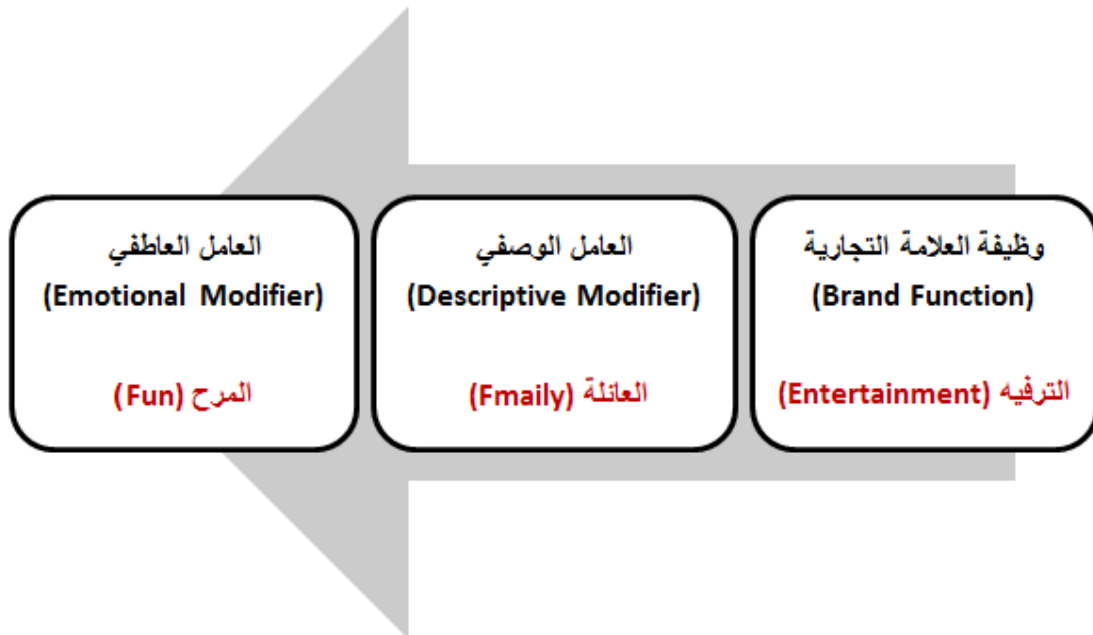 وظيفة العلامة التجارية
(Brand Function)
الترفيه (Entertainment)
العامل الوصفي
(Descriptive Modifier)
العائلة (Fmaily)
العامل العاطفي
(Emotional Modifier)
المرح (Fun)